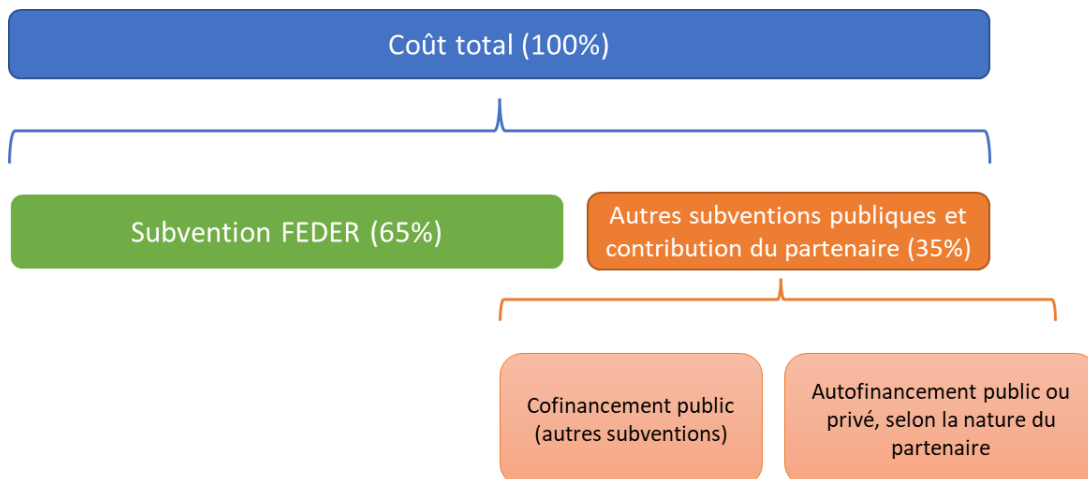 Coût total (100%)
Subvention FEDER (65%)
Autres subventions publiques et
contribution du partenaire (35%)
Cofinancement public
(autres subventions)
Autofinancement public ou
privé, selon la nature du
partenaire